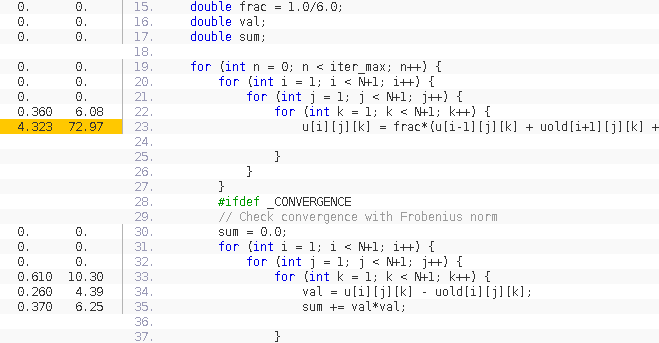 0. 0. 15. double frac = 1.0/6.0;
0. 0. 16. double val;
0. 0. 17. double sum;
18.
0. 0. 19. for (int n = 0; n < iter_max; n++) {
0. 0. 20. for (int i = 1; i < N+1; i++) {
0. 0. 21. for (int j = 1; j < N+1; j++) {
0.360 6.08 22. for (int k = 1; k < N+1; k++) {
4.323 72.97 23. u[i][j][k] = frac*(u[i-1][j][k] + uold[i+1][j][k] +
24.
0. 0. 25. }
0. 0. 26. }
0. 0. 27. }
28. #ifdef _CONVERGENCE
29. // Check convergence with Frobenius norm
0. 0. 30. sum = 0.0;
0. 0. 31. for (int i = 1; i < N+1; i++) {
0. 0. 32. for (int j = 1; j < N+1; j++) {
0.610 10.30 33. for (int k = 1; k < N+1; k++) {
0.260 4.39 34. val = u[i][j][k] - uold[i][j][k];
0.370 6.25 35. sum += val*val;
36.
37. }